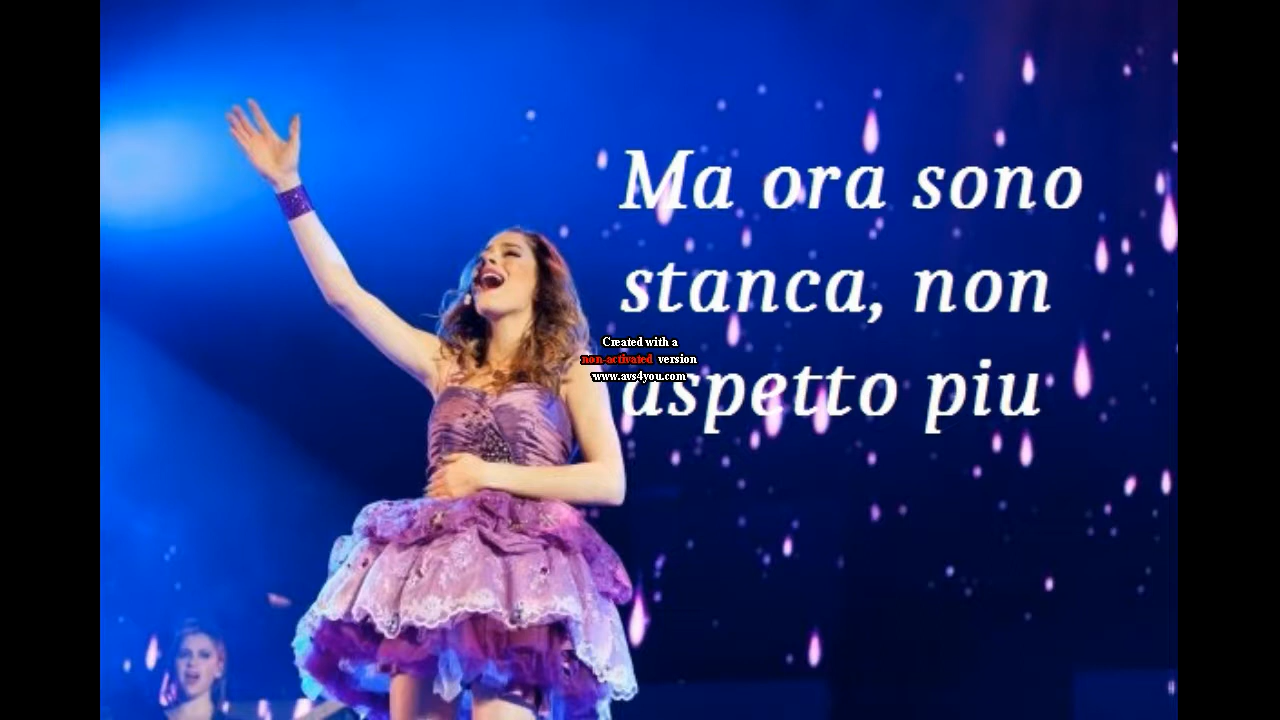 Ma ora sono
stanca, non
aspetto piu
Created with a
non-activated version
www.avs4you.com